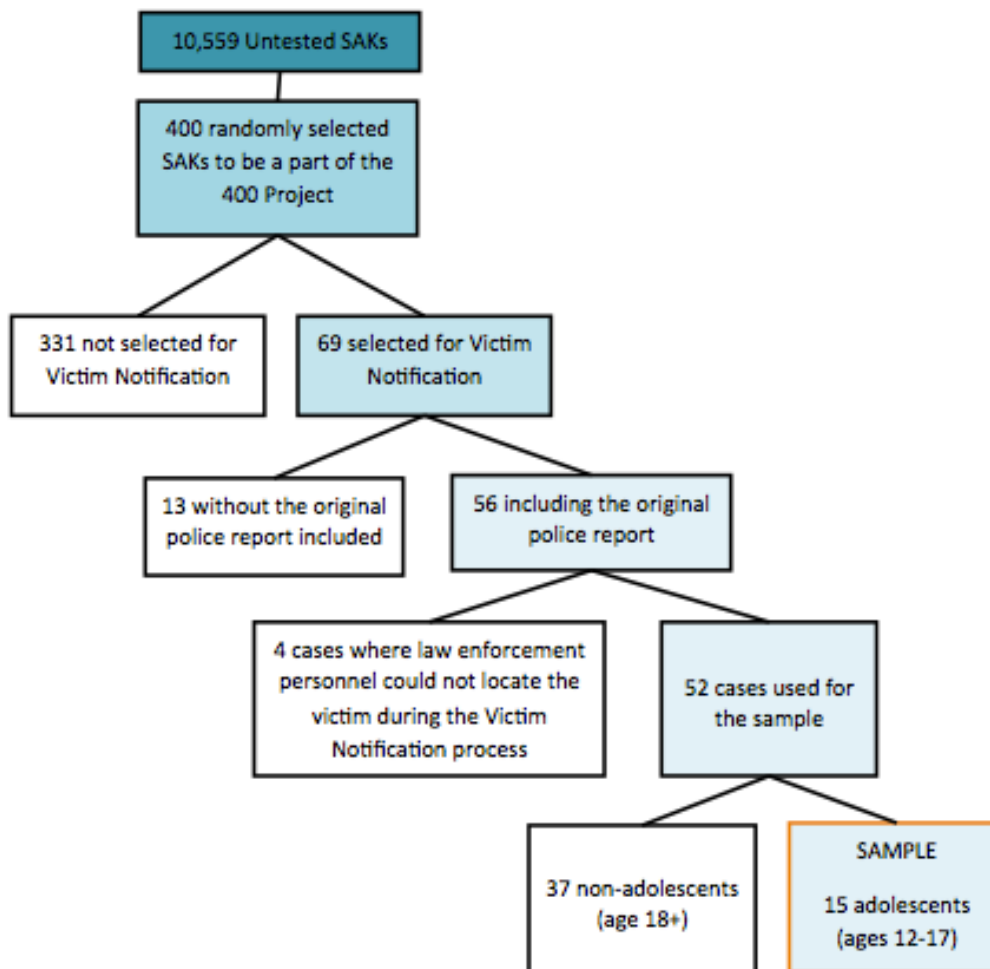 10,559 Untested SAKs
400 randomly selected
SAKs to be a part of the
400 Project
331 not selected for
Victim Notification
69 selected for Victim
Notification
13 without the original
police report included
56 including the original
police report
4 cases where law enforcement
personnel could not locate the
victim during the Victim
Notification process
52 cases used for
the sample
37 non-adolescents
(age 18+)
SAMPLE
15 adolescents
(ages 12-17)